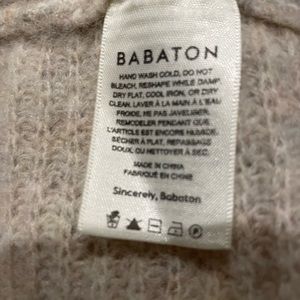 BABATON
HAND WASH COLD, DO NOT
BLEACH, RESHAPE WHILE DAMP,
DRY FLAT, COOL IRON, OR DRY
CLEAN. LAVER À LA MAIN À L'EAU
FROIDE, NE PAS JAVELLISER,
REMODELER PENDANT QUE
L'ARTICLE EST ENCORE HUMIDE,
SÉCHER À PLAT, REPASSAGE
DOUX, OU NETTOYER À SEC.
MADE IN CHINA
FABRIQUÉ EN CHINE
Sincerely, Babaton